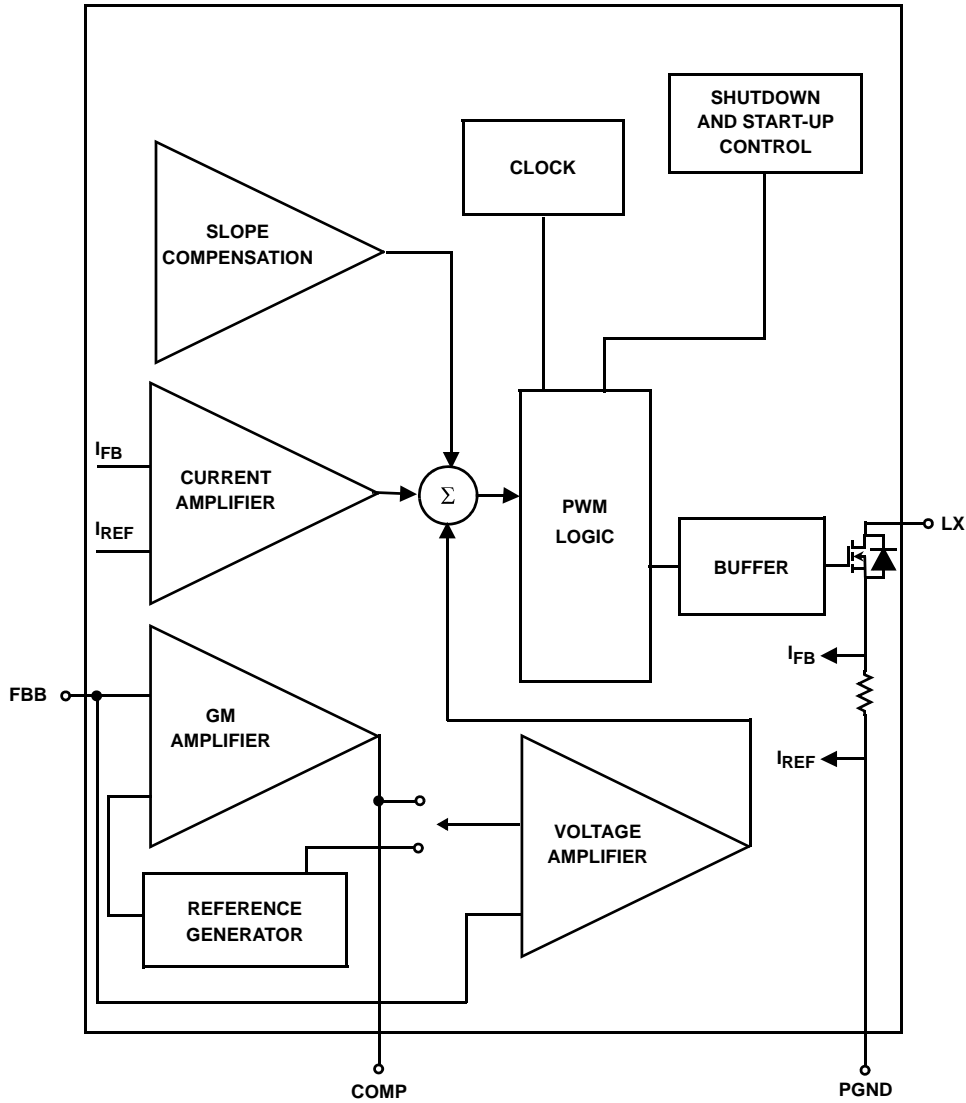 SHUTDOWN
AND START-UP
CONTROL
CLOCK
SLOPE
COMPENSATION
IFB
CURRENT
AMPLIFIER
IREF
Σ
PWM
LOGIC
LX
BUFFER
IFB
FBB
GM
AMPLIFIER
IREF
VOLTAGE
AMPLIFIER
REFERENCE
GENERATOR
COMP
PGND